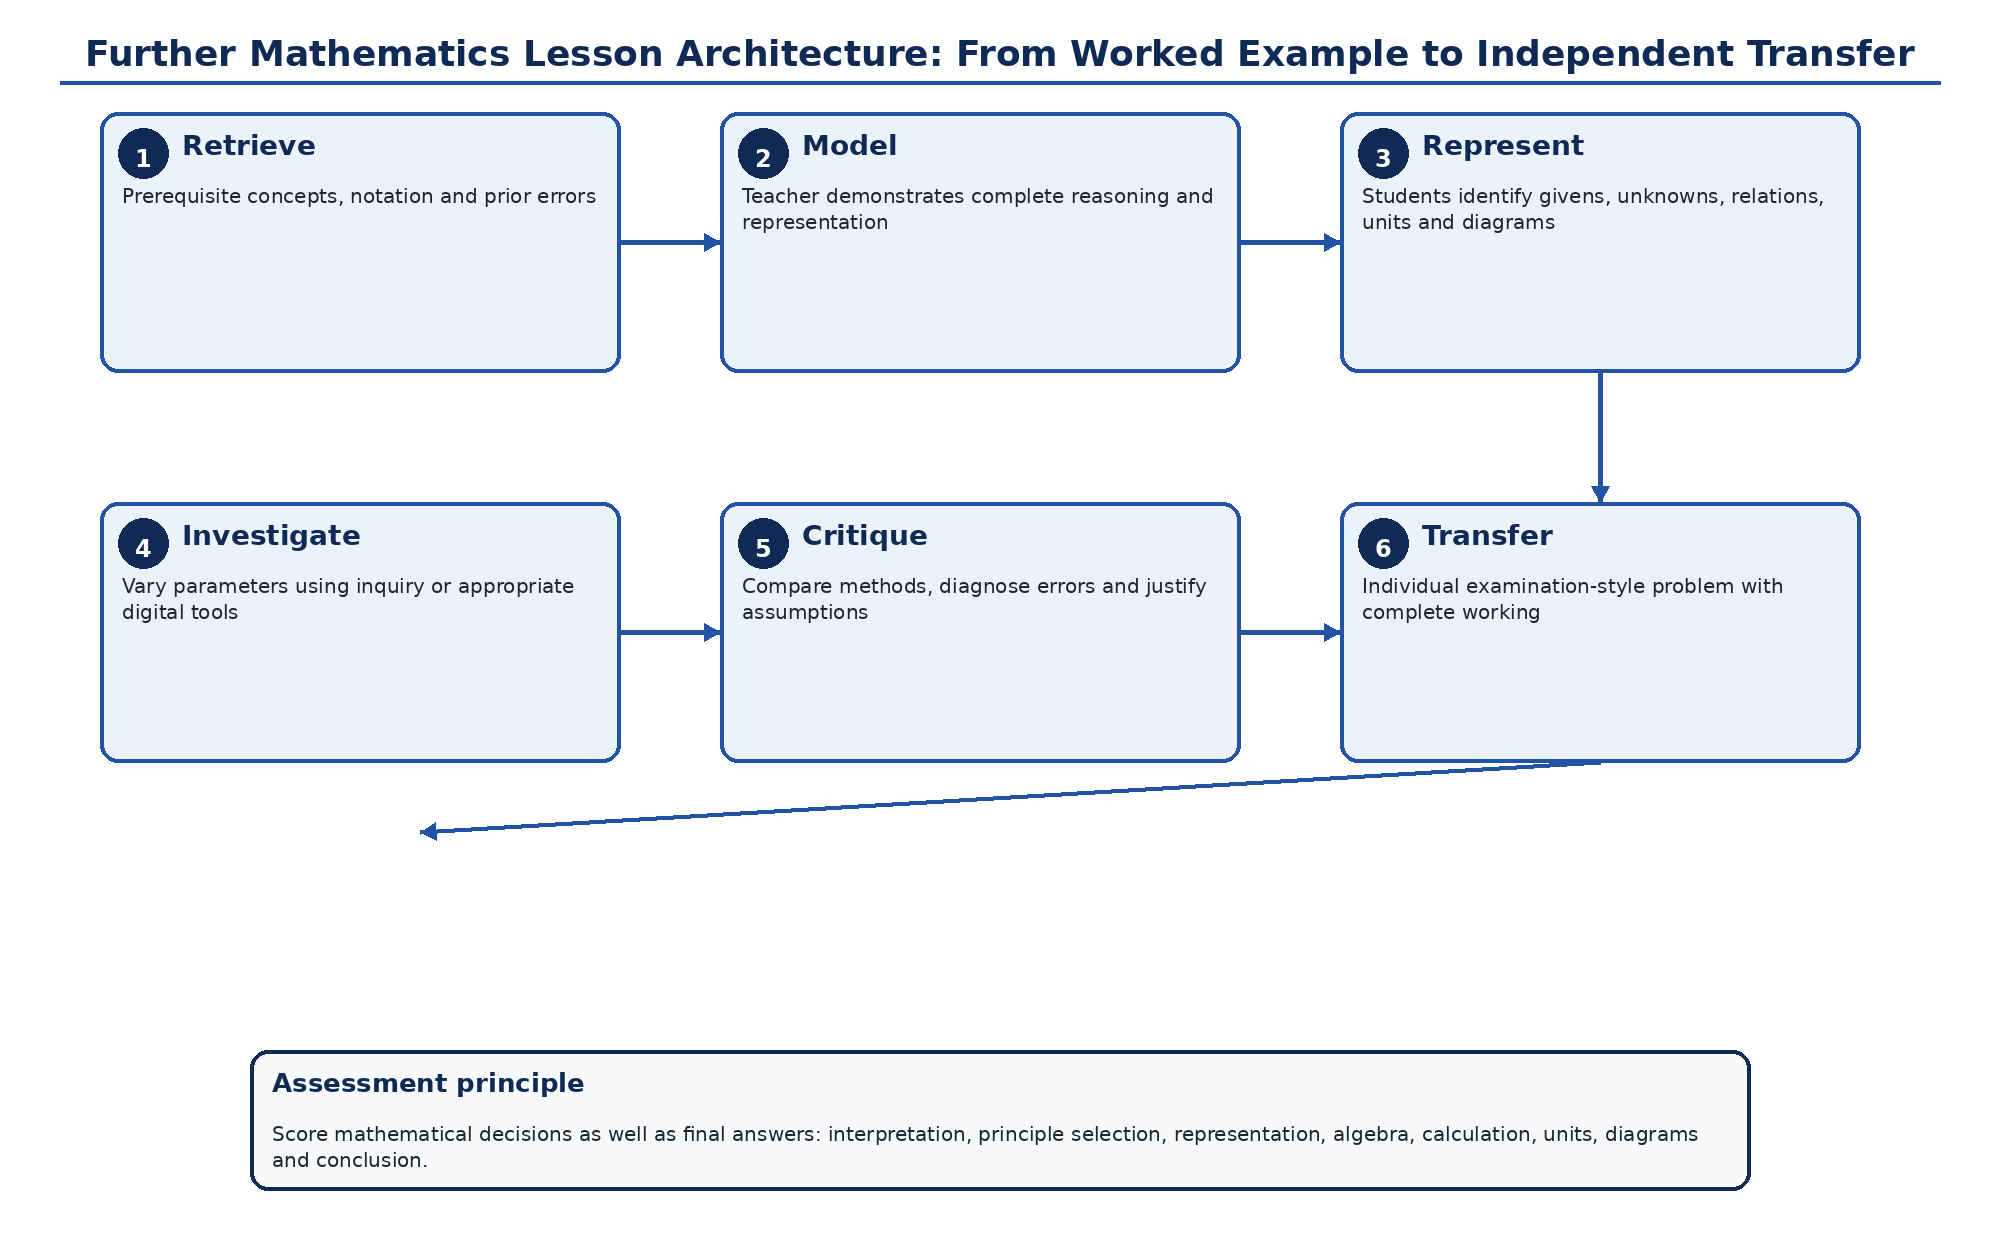 Further Mathematics Lesson Architecture: From Worked Example to Independent Transfer
1
Retrieve
Prerequisite concepts, notation and prior errors
2
Model
Teacher demonstrates complete reasoning and
representation
3
Represent
Students identify givens, unknowns, relations,
units and diagrams
4
Investigate
Vary parameters using inquiry or appropriate
digital tools
5
Critique
Compare methods, diagnose errors and justify
assumptions
6
Transfer
Individual examination-style problem with
complete working
Assessment principle
Score mathematical decisions as well as final answers: interpretation, principle selection, representation, algebra, calculation, units, diagrams
and conclusion.